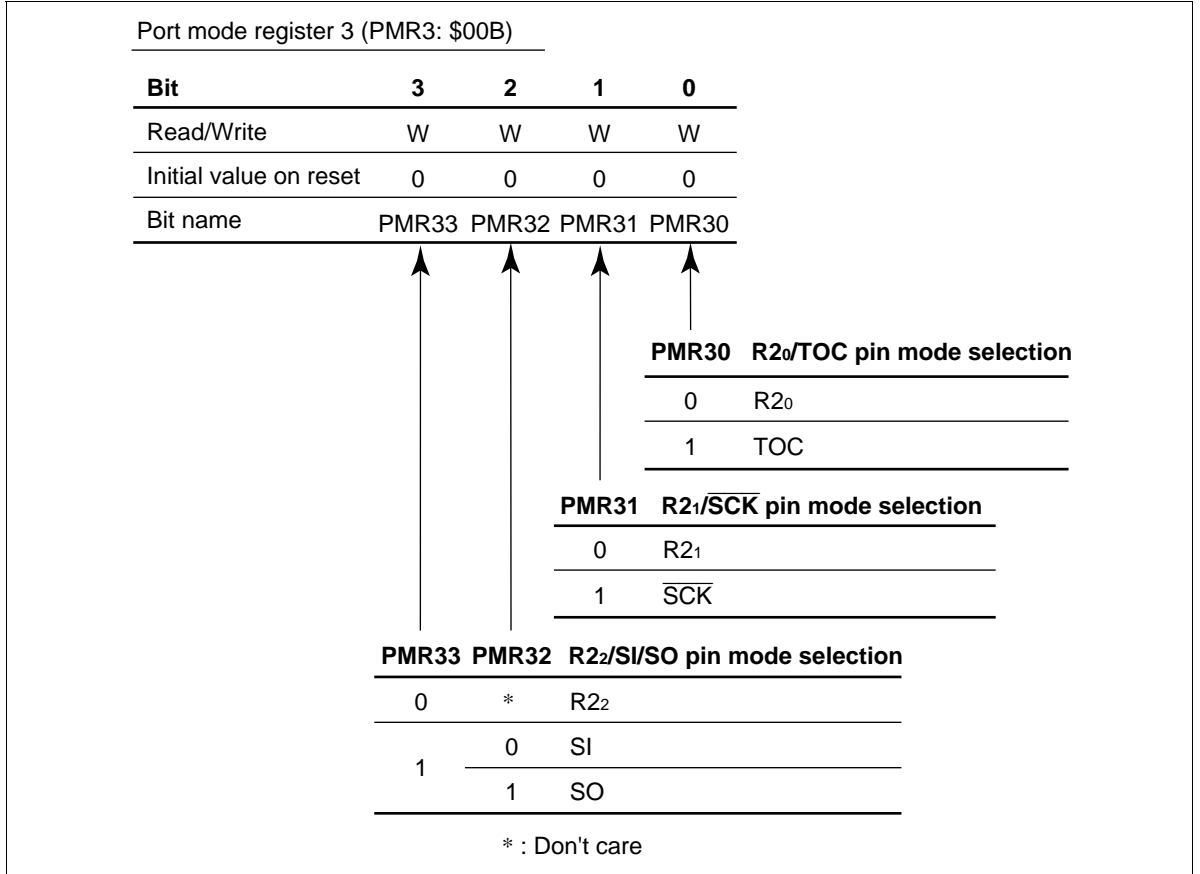 Port mode register 3 (PMR3: $00B)
Bit 3 2 1 0
Read/Write W W W W
Initial value on reset 0 0 0 0
Bit name PMR33 PMR32 PMR31 PMR30
PMR30 R2₀/TOC pin mode selection
0 R2₀
1 TOC
PMR31 R2₁/S̅C̅K̅ pin mode selection
0 R2₁
1 S̅C̅K̅
PMR33 PMR32 R2₂/SI/SO pin mode selection
0 * R2₂
1 0 SI
1 SO
* : Don't care